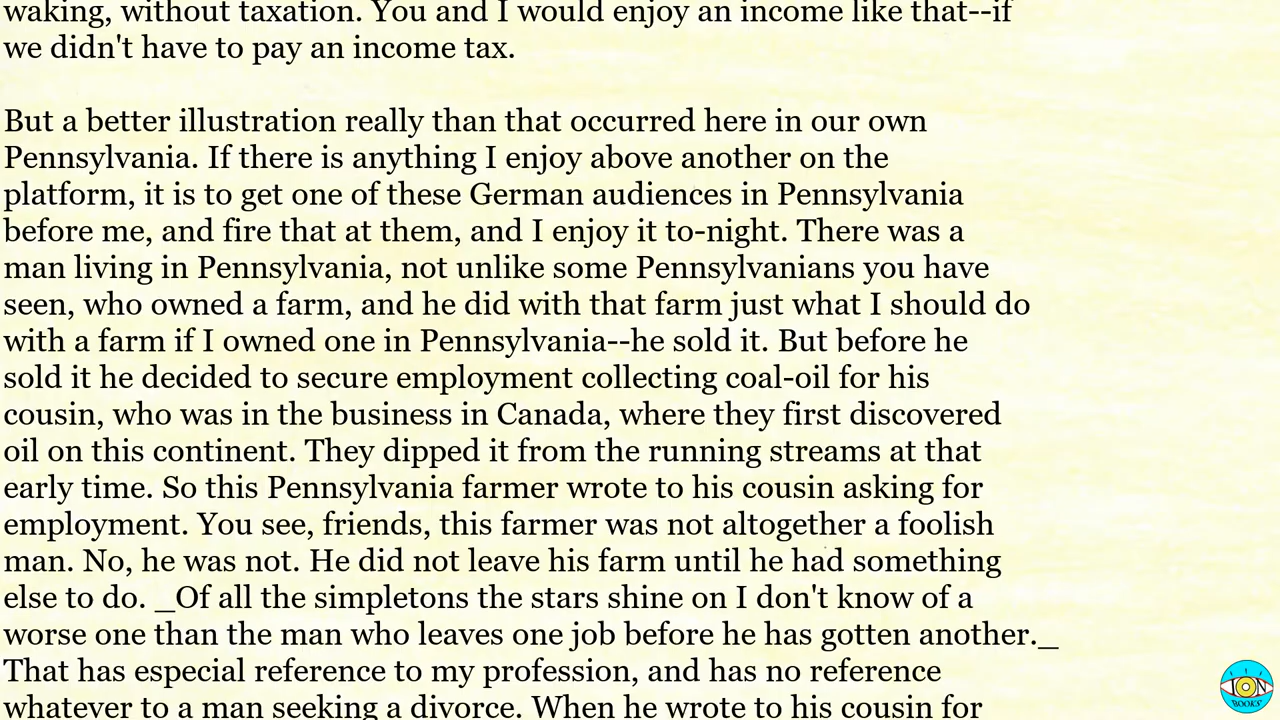 waking, without taxation. You and I would enjoy an income like that--if
we didn't have to pay an income tax.
But a better illustration really than that occurred here in our own
Pennsylvania. If there is anything I enjoy above another on the
platform, it is to get one of these German audiences in Pennsylvania
before me, and fire that at them, and I enjoy it to-night. There was a
man living in Pennsylvania, not unlike some Pennsylvanians you have
seen, who owned a farm, and he did with that farm just what I should do
with a farm if I owned one in Pennsylvania--he sold it. But before he
sold it he decided to secure employment collecting coal-oil for his
cousin, who was in the business in Canada, where they first discovered
oil on this continent. They dipped it from the running streams at that
early time. So this Pennsylvania farmer wrote to his cousin asking for
employment. You see, friends, this farmer was not altogether a foolish
man. No, he was not. He did not leave his farm until he had something
else to do. _Of all the simpletons the stars shine on I don't know of a
worse one than the man who leaves one job before he has gotten another._
That has especial reference to my profession, and has no reference
whatever to a man seeking a divorce. When he wrote to his cousin for
ION
BOOKS